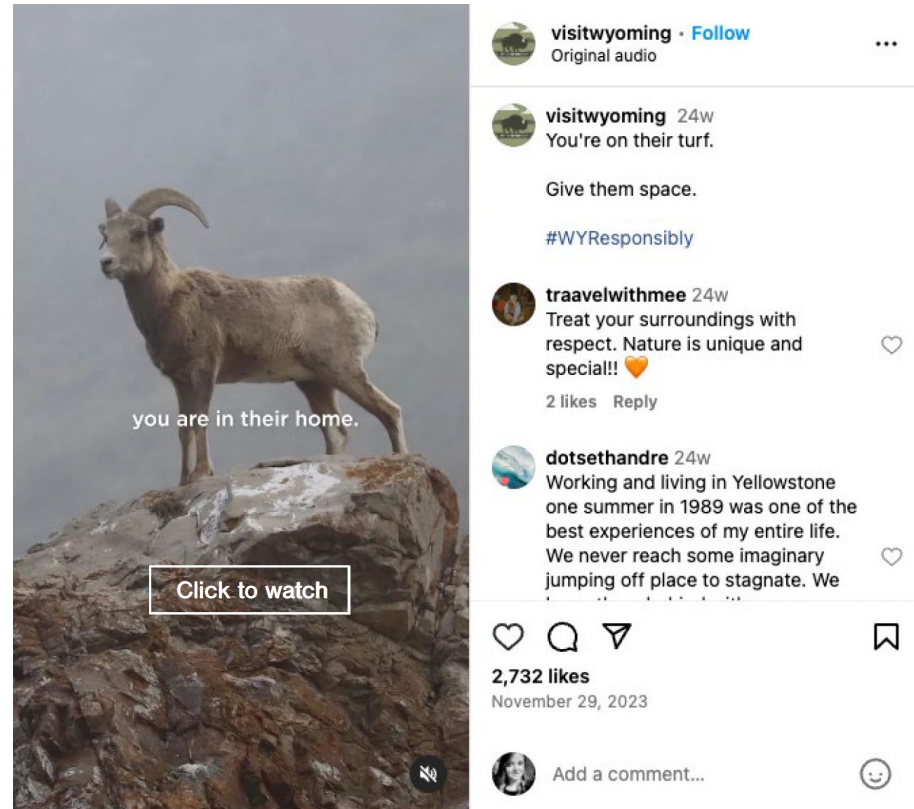 you are in their home.
Click to watch
visitwyoming • Follow
Original audio
visitwyoming 24w
You're on their turf.
Give them space.
#WYResponsibly
traavelwithmee 24w
Treat your surroundings with
respect. Nature is unique and
special!! 🧡
2 likes Reply
dotsethandre 24w
Working and living in Yellowstone
one summer in 1989 was one of the
best experiences of my entire life.
We never reach some imaginary
jumping off place to stagnate. We
2,732 likes
November 29, 2023
Add a comment...